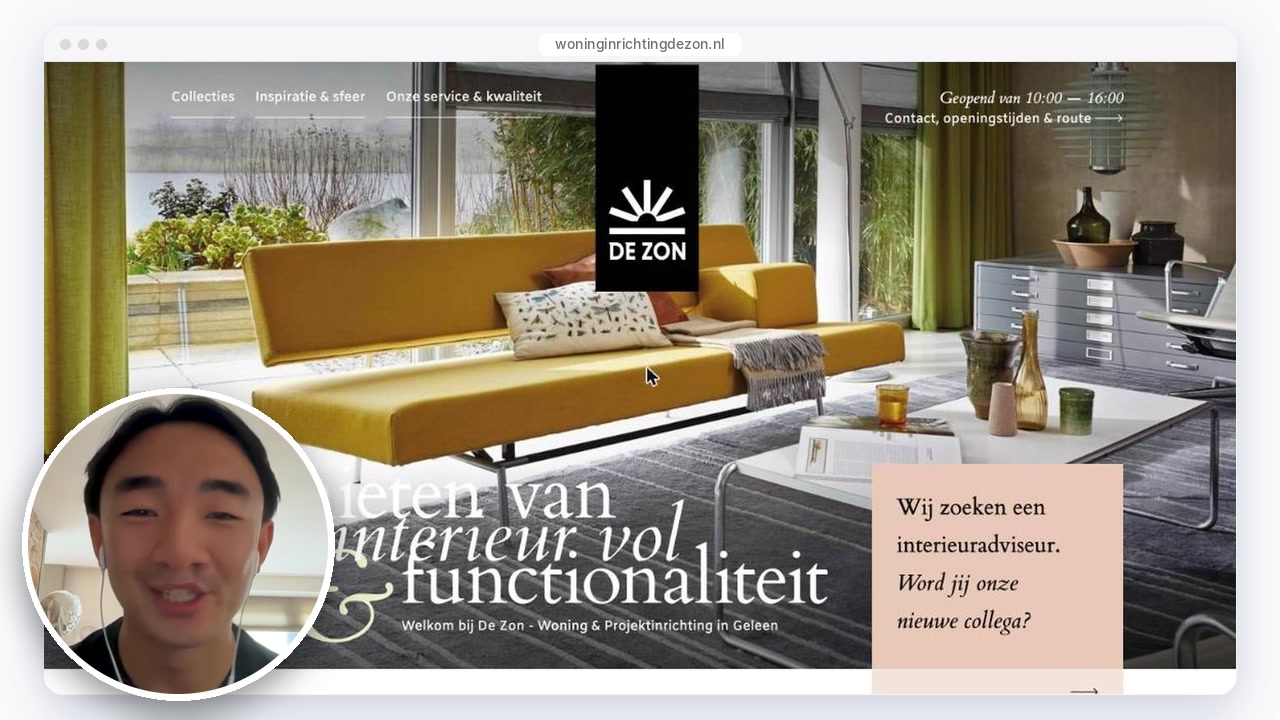 woninginrichtingdezon.nl
Collecties
Inspiratie & sfeer
Onze service & kwaliteit
Geopend van 10:00 — 16:00
Contact, openingstijden & route
DE ZON
van
interieur vol
& functionaliteit
Welkom bij De Zon - Woning & Projektinrichting in Geleen
Wij zoeken een
interieuradviseur.
Word jij onze
nieuwe collega?